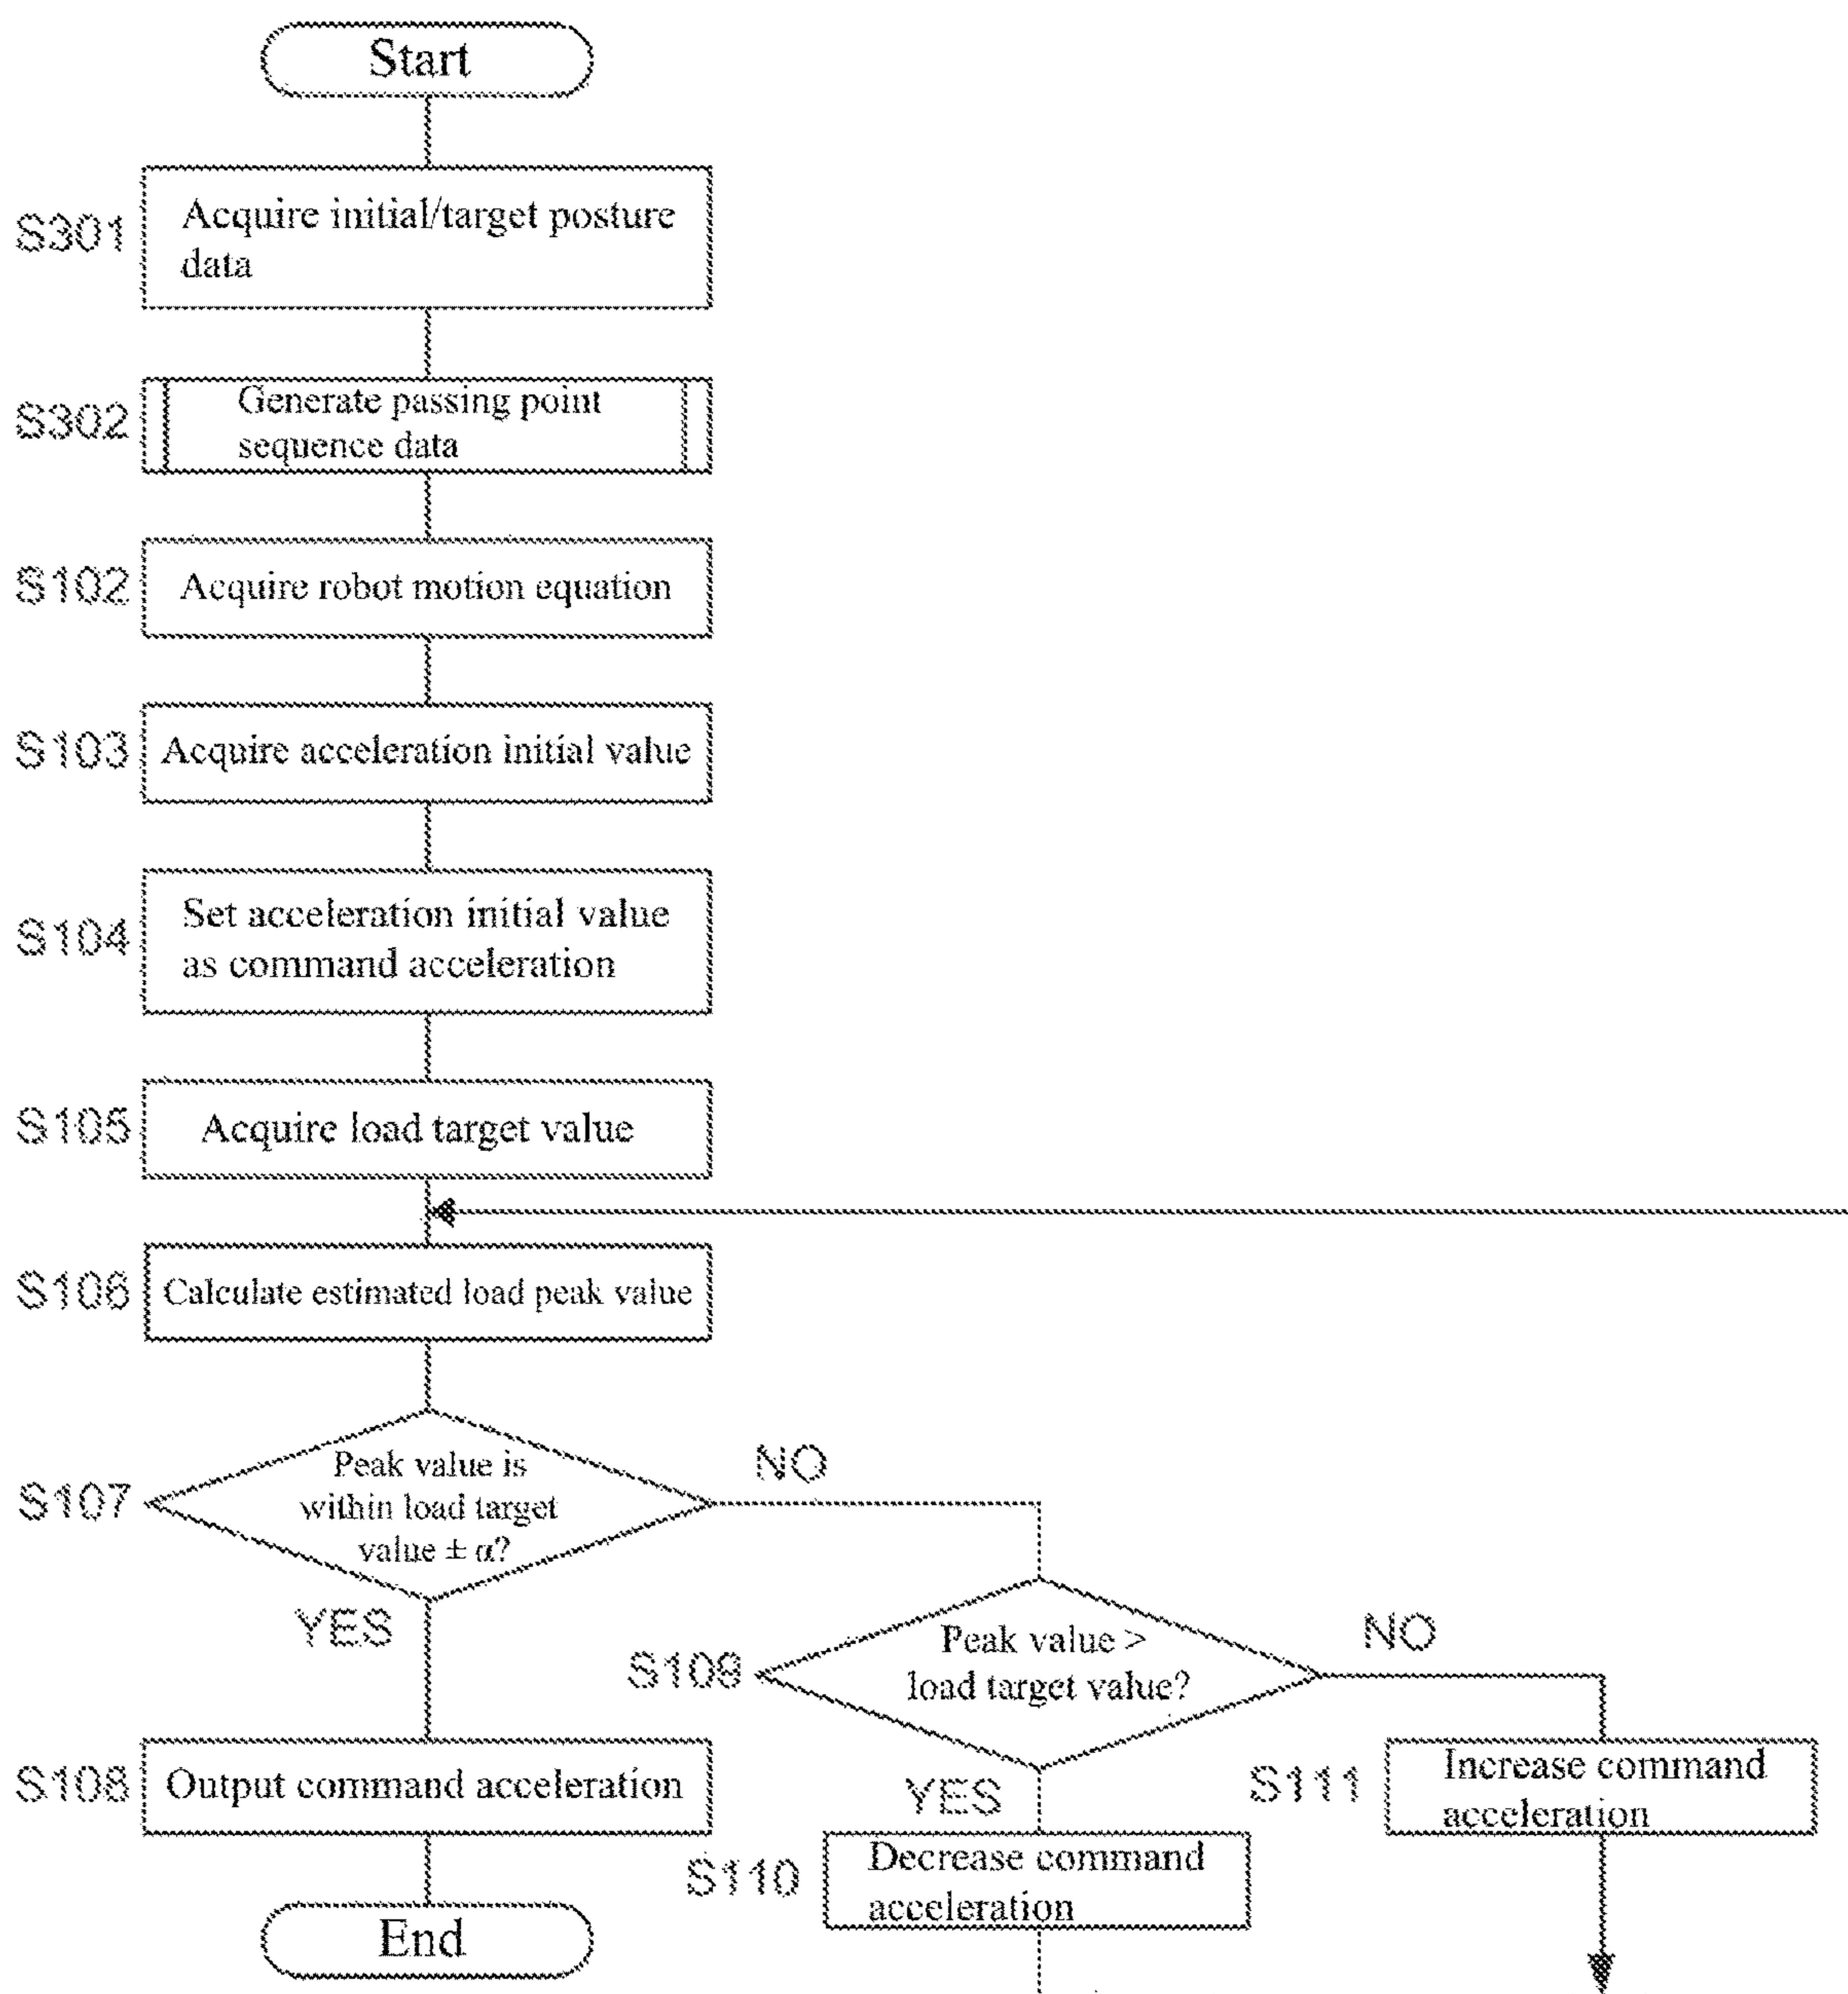 Start
S301
Acquire initial/target posture
data
S302
Generate passing point
sequence data
S102
Acquire robot motion equation
S103
Acquire acceleration initial value
S104
Set acceleration initial value
as command acceleration
S105
Acquire load target value
S106
Calculate estimated load peak value
S107
Peak value is
within load target
value ± α?
NO
YES
S109
Peak value >
load target value?
NO
YES
S108
Output command acceleration
S111
Increase command
acceleration
S110
Decrease command
acceleration
End